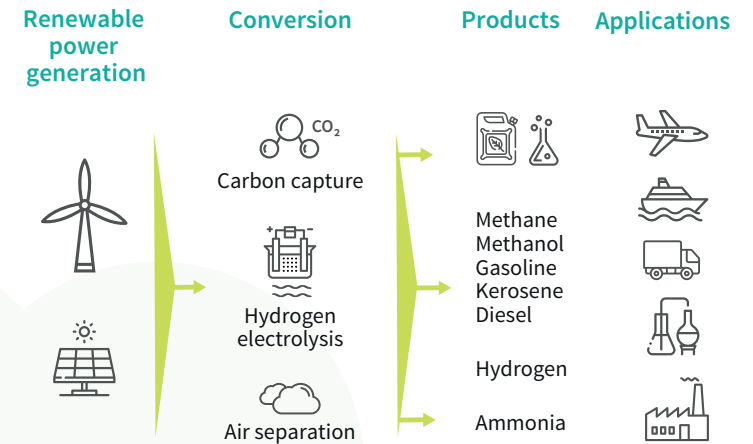 Renewable
power
generation
Conversion
Products
Applications
CO₂
Carbon capture
+ -
Hydrogen
electrolysis
Air separation
Methane
Methanol
Gasoline
Kerosene
Diesel
Hydrogen
Ammonia